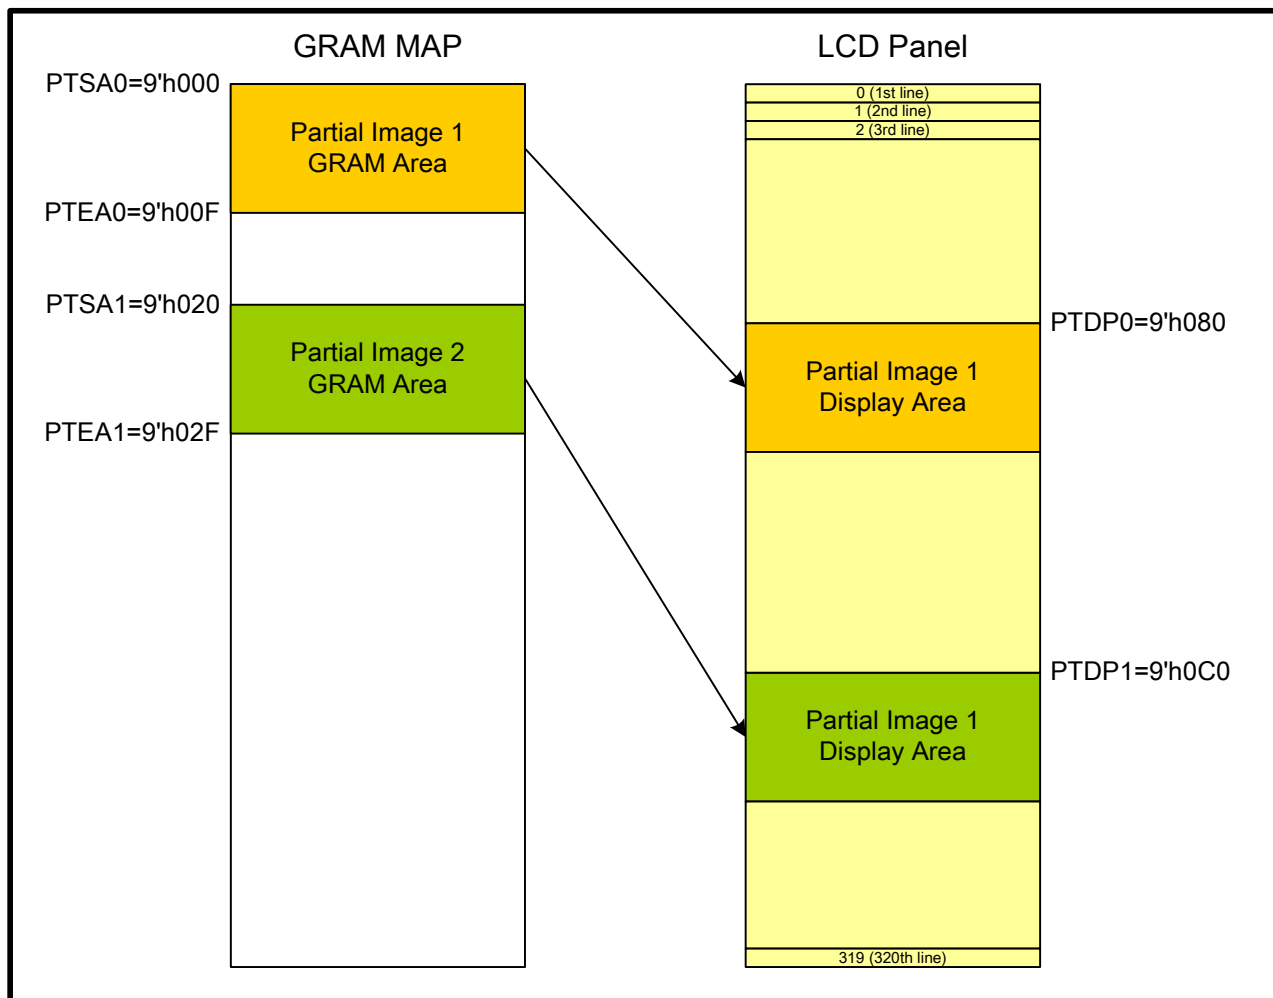 GRAM MAP
LCD Panel
PTSA0=9'h000
Partial Image 1
GRAM Area
PTEA0=9'h00F
PTSA1=9'h020
Partial Image 2
GRAM Area
PTEA1=9'h02F
0 (1st line)
1 (2nd line)
2 (3rd line)
PTDP0=9'h080
Partial Image 1
Display Area
PTDP1=9'h0C0
Partial Image 1
Display Area
319 (320th line)